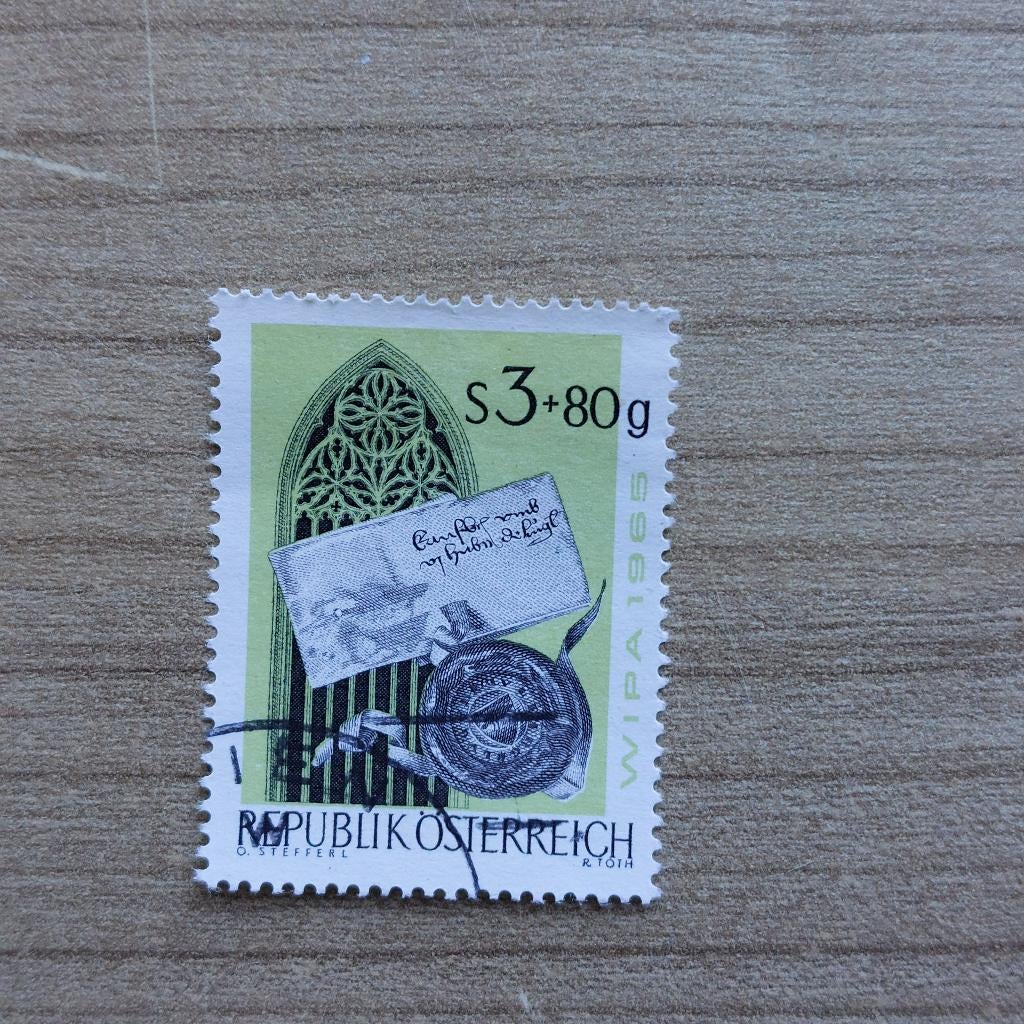 S3+80g
WIPA 1965
REPUBLIK ÖSTERREICH
O. STEFFERL
R. TOTH